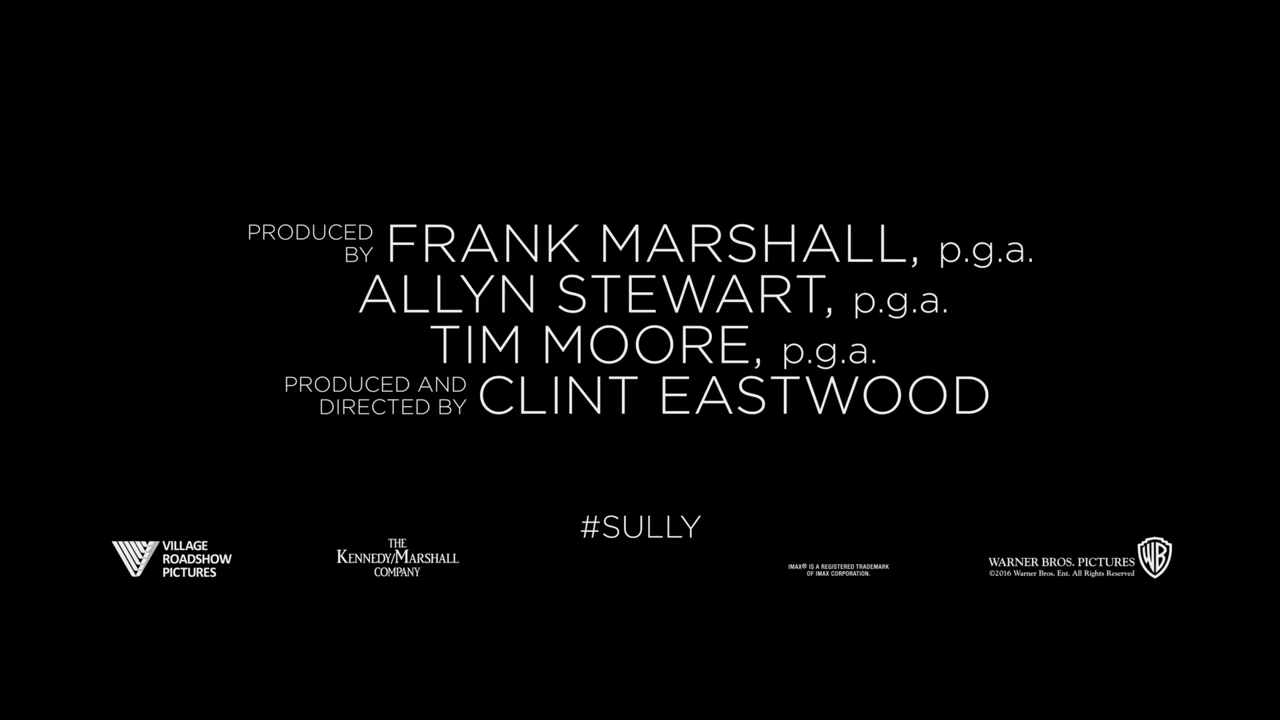 PRODUCED
BY FRANK MARSHALL, p.g.a.
ALLYN STEWART, p.g.a.
TIM MOORE, p.g.a.
PRODUCED AND
DIRECTED BY CLINT EASTWOOD
#SULLY
VILLAGE
ROADSHOW
PICTURES
THE
KENNEDY/MARSHALL
COMPANY
IMAX® IS A REGISTERED TRADEMARK
OF IMAX CORPORATION.
WARNER BROS. PICTURES
©2016 Warner Bros. Ent. All Rights Reserved
WB